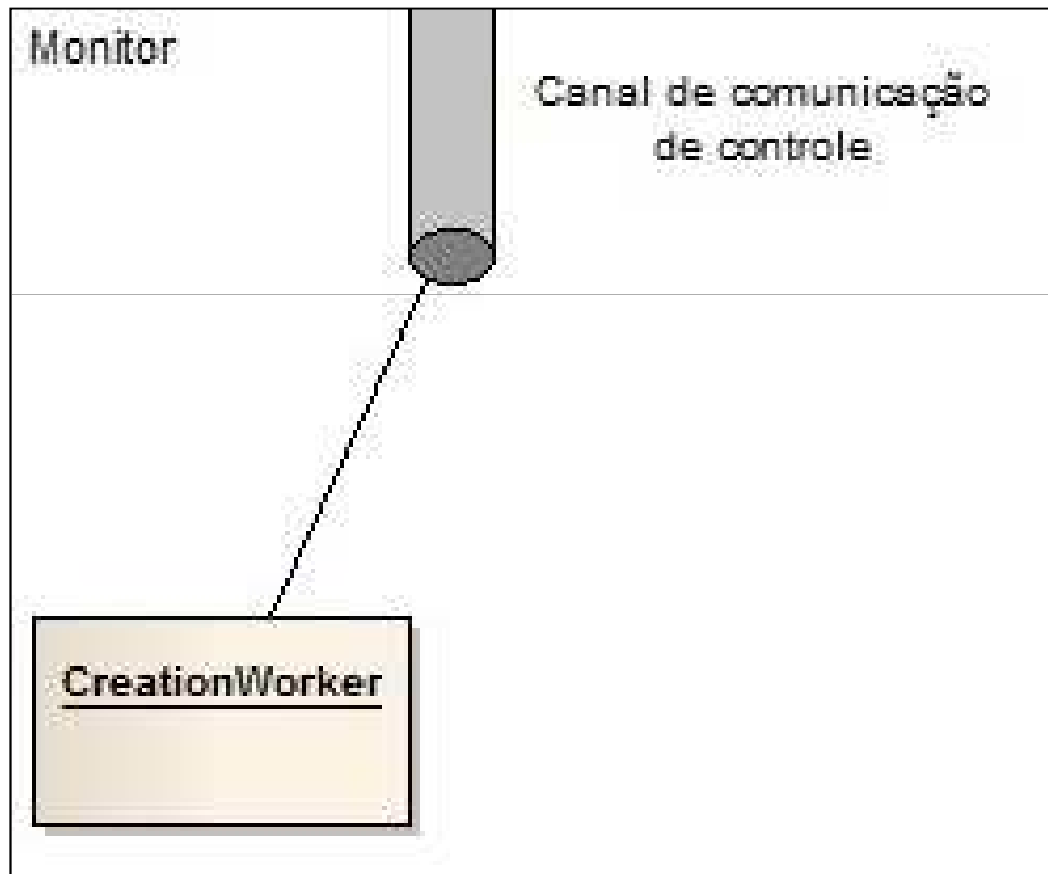 Monitor
Canal de comunicação
de controle
CreationWorker